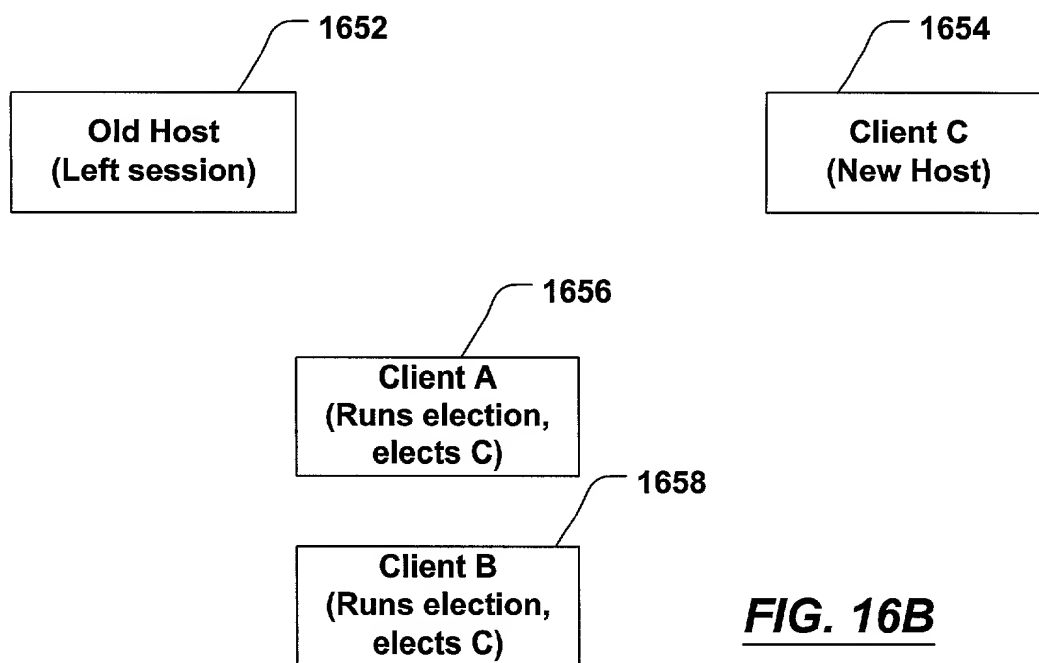 1652
1654
Old Host
(Left session)
Client C
(New Host)
1656
Client A
(Runs election,
elects C)
1658
Client B
(Runs election,
elects C)
FIG. 16B